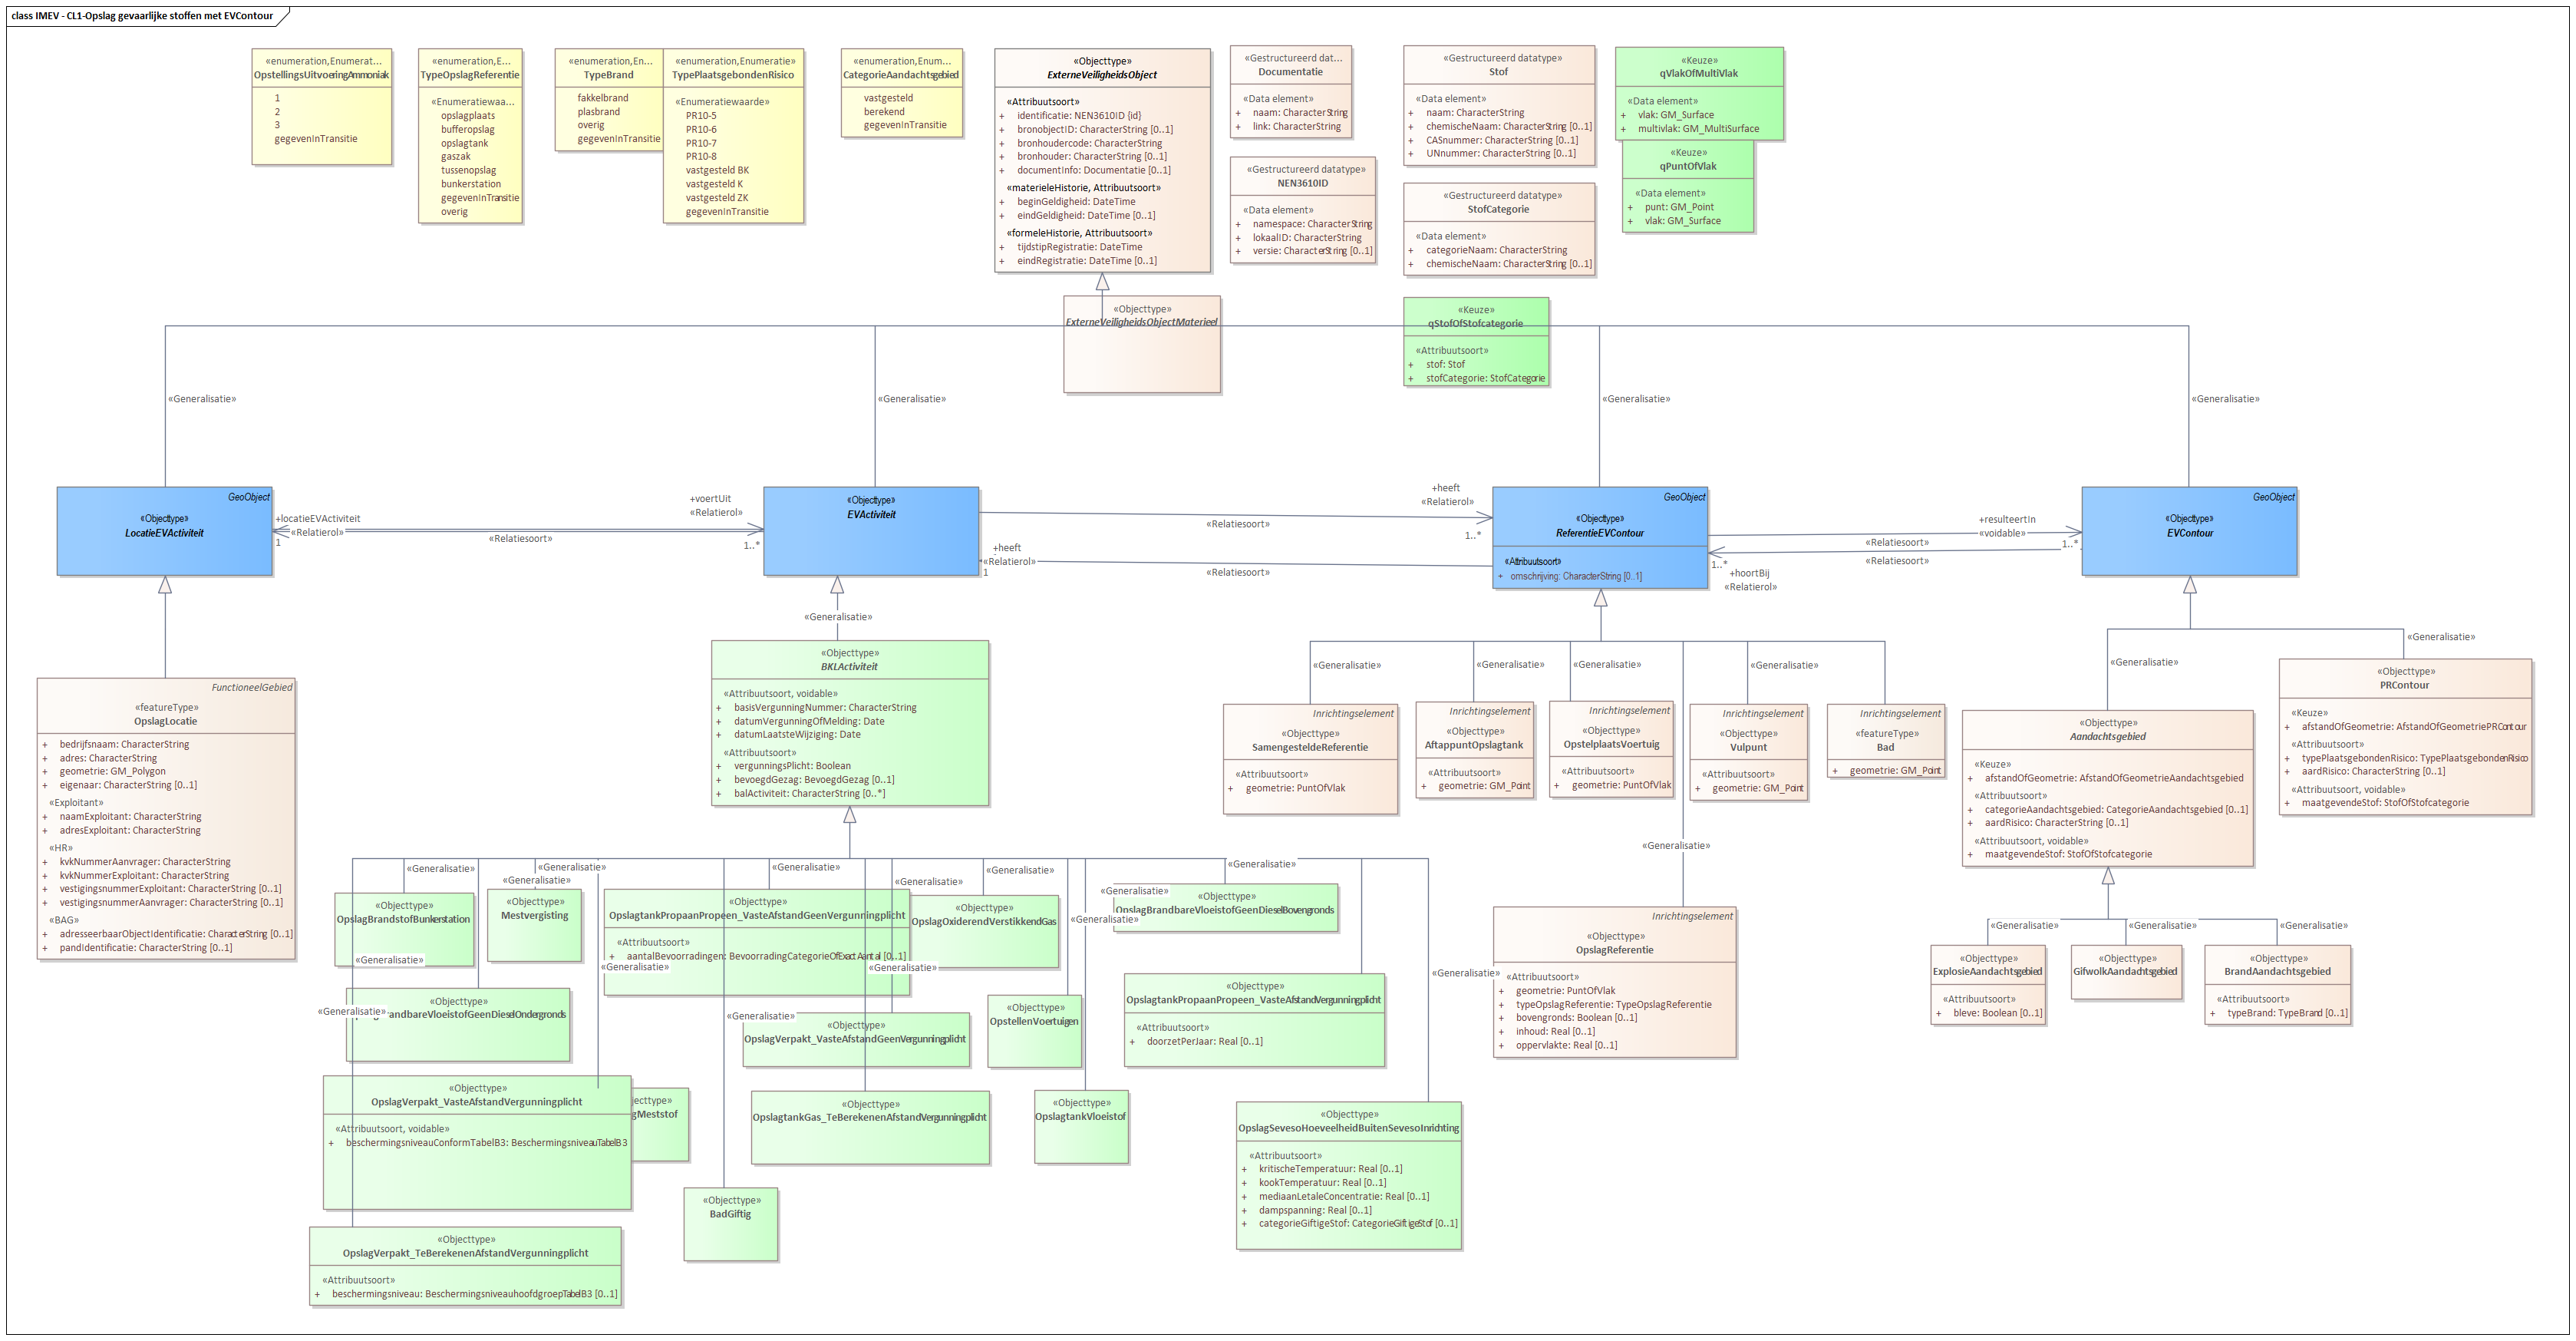 class IMEV - CL1-Opslag gevaarlijke stoffen met EVContour
«enumeration,Enumerat...
OpstellingsUitvoeringAmmoniak
1
2
3
gegevenInTransitie
«enumeration,E...
TypeOpslagReferentie
«Enumeratiewaa...
opslagplaats
bufferopslag
opslagtank
gaszak
tussenopslag
bunkerstation
gegevenInTransitie
overig
«enumeration,En...
TypeBrand
fakkelbrand
plasbrand
overig
gegevenInTransitie
«enumeration,Enumeratie»
TypePlaatsgebondenRisico
«Enumeratiewaarde»
PR10-5
PR10-6
PR10-7
PR10-8
vastgesteld BK
vastgesteld K
vastgesteld ZK
gegevenInTransitie
«enumeration,Enum...
CategorieAandachtsgebied
vastgesteld
berekend
gegevenInTransitie
«Objecttype»
ExterneVeiligheidsObject
«Attribuutsoort»
+ identificatie: NEN3610ID {id}
+ bronobjectID: CharacterString [0..1]
+ bronhoudercode: CharacterString
+ bronhouder: CharacterString [0..1]
+ documentInfo: Documentatie [0..1]
«materieleHistorie, Attribuutsoort»
+ beginGeldigheid: DateTime
+ eindGeldigheid: DateTime [0..1]
«formeleHistorie, Attribuutsoort»
+ tijdstipRegistratie: DateTime
+ eindRegistratie: DateTime [0..1]
«Gestructureerd dat...
Documentatie
«Data element»
+ naam: CharacterString
+ link: CharacterString
«Gestructureerd datatype»
NEN3610ID
«Data element»
+ namespace: CharacterString
+ lokaalID: CharacterString
+ versie: CharacterString [0..1]
«Gestructureerd datatype»
Stof
«Data element»
+ naam: CharacterString
+ chemischeNaam: CharacterString [0..1]
+ CASnummer: CharacterString [0..1]
+ UNnummer: CharacterString [0..1]
«Gestructureerd datatype»
StofCategorie
«Data element»
+ categorieNaam: CharacterString
+ chemischeNaam: CharacterString [0..1]
«Keuze»
qVlakOfMultiVlak
«Data element»
+ vlak: GM_Surface
+ multivlak: GM_MultiSurface
«Keuze»
qPuntOfVlak
«Data element»
+ punt: GM_Point
+ vlak: GM_Surface
«Objecttype»
ExterneVeiligheidsObjectMaterieel
«Keuze»
qStofOfStofcategorie
«Attribuutsoort»
+ stof: Stof
+ stofCategorie: StofCategorie
«Generalisatie»
«Generalisatie»
«Generalisatie»
«Generalisatie»
GeoObject
«Objecttype»
LocatieEVActiviteit
+locatieEVActiviteit
«Relatierol»
1
«Relatiesoort»
+voertUit
«Relatierol»
1..*
«Objecttype»
EVActiviteit
+heeft
«Relatierol»
1
«Relatiesoort»
«Relatiesoort»
+heeft
«Relatierol»
1..*
GeoObject
«Objecttype»
ReferentieEVContour
«Attribuutsoort»
+ omschrijving: CharacterString [0..1]
1..*
+hoortBij
«Relatierol»
«Relatiesoort»
«Relatiesoort»
+resulteertIn
«voidable»
1..*
GeoObject
«Objecttype»
EVContour
«Generalisatie»
«Objecttype»
BKLActiviteit
«Attribuutsoort, voidable»
+ basisVergunningNummer: CharacterString
+ datumVergunningOfMelding: Date
+ datumLaatsteWijziging: Date
«Attribuutsoort»
+ vergunningsPlicht: Boolean
+ bevoegdGezag: BevoegdGezag [0..1]
+ balActiviteit: CharacterString [0..*]
FunctioneelGebied
«featureType»
OpslagLocatie
+ bedrijfsnaam: CharacterString
+ adres: CharacterString
+ geometrie: GM_Polygon
+ eigenaar: CharacterString [0..1]
«Exploitant»
+ naamExploitant: CharacterString
+ adresExploitant: CharacterString
«HR»
+ kvkNummerAanvrager: CharacterString
+ kvkNummerExploitant: CharacterString
+ vestigingsnummerExploitant: CharacterString [0..1]
+ vestigingsnummerAanvrager: CharacterString [0..1]
«BAG»
+ adresseerbaarObjectIdentificatie: CharacterString [0..1]
+ pandIdentificatie: CharacterString [0..1]
«Generalisatie»
«Generalisatie»
«Generalisatie»
«Generalisatie»
Inrichtingselement
«Objecttype»
SamengesteldeReferentie
«Attribuutsoort»
+ geometrie: PuntOfVlak
Inrichtingselement
«Objecttype»
AftappuntOpslagtank
«Attribuutsoort»
+ geometrie: GM_Point
Inrichtingselement
«Objecttype»
OpstelplaatsVoertuig
«Attribuutsoort»
+ geometrie: PuntOfVlak
Inrichtingselement
«Objecttype»
Vulpunt
«Attribuutsoort»
+ geometrie: GM_Point
«Generalisatie»
Inrichtingselement
«featureType»
Bad
+ geometrie: GM_Point
«Generalisatie»
Inrichtingselement
«Objecttype»
OpslagReferentie
«Attribuutsoort»
+ geometrie: PuntOfVlak
+ typeOpslagReferentie: TypeOpslagReferentie
+ bovengronds: Boolean [0..1]
+ inhoud: Real [0..1]
+ oppervlakte: Real [0..1]
«Generalisatie»
«Generalisatie»
«Objecttype»
Aandachtsgebied
«Keuze»
+ afstandOfGeometrie: AfstandOfGeometrieAandachtsgebied
«Attribuutsoort»
+ categorieAandachtsgebied: CategorieAandachtsgebied [0..1]
+ aardRisico: CharacterString [0..1]
«Attribuutsoort, voidable»
+ maatgevendeStof: StofOfStofcategorie
«Objecttype»
PRContour
«Keuze»
+ afstandOfGeometrie: AfstandOfGeometriePRContour
«Attribuutsoort»
+ typePlaatsgebondenRisico: TypePlaatsgebondenRisico
+ aardRisico: CharacterString [0..1]
«Attribuutsoort, voidable»
+ maatgevendeStof: StofOfStofcategorie
«Generalisatie»
«Generalisatie»
«Generalisatie»
«Objecttype»
ExplosieAandachtsgebied
«Attribuutsoort»
+ bleve: Boolean [0..1]
«Objecttype»
GifwolkAandachtsgebied
«Objecttype»
BrandAandachtsgebied
«Attribuutsoort»
+ typeBrand: TypeBrand [0..1]
«Generalisatie»
«Generalisatie»
«Generalisatie»
«Generalisatie»
«Generalisatie»
«Generalisatie»
«Generalisatie»
«Objecttype»
OpslagBrandstofBunkerstation
«Generalisatie»
«Objecttype»
Mestvergisting
«Objecttype»
OpslagtankPropaanPropeen_VasteAfstandGeenVergunningplicht
«Attribuutsoort»
+ aantalBevoorradingen: BevoorradingCategorieOfExactAantal [0..1]
«Generalisatie»
«Generalisatie»
«Objecttype»
OpslagOxiderendVerstikkendGas
«Generalisatie»
«Generalisatie»
«Objecttype»
OpslagBrandbareVloeistofGeenDieselBovengronds
«Generalisatie»
«Generalisatie»
«Objecttype»
andbareVloeistofGeenDieselOndergronds
«Generalisatie»
«Objecttype»
OpslagVerpakt_VasteAfstandGeenVergunningplicht
«Objecttype»
OpstellenVoertuigen
«Objecttype»
OpslagtankPropaanPropeen_VasteAfstandVergunningplicht
«Attribuutsoort»
+ doorzetPerJaar: Real [0..1]
«Objecttype»
OpslagVerpakt_VasteAfstandVergunningplicht
«Attribuutsoort, voidable»
+ beschermingsniveauConformTabelB3: BeschermingsniveauTabelB3
jecttype»
gMeststof
«Objecttype»
OpslagtankGas_TeBerekenenAfstandVergunningplicht
«Objecttype»
OpslagtankVloeistof
«Objecttype»
OpslagSevesoHoeveelheidBuitenSevesoInrichting
«Attribuutsoort»
+ kritischeTemperatuur: Real [0..1]
+ kookTemperatuur: Real [0..1]
+ mediaanLetaleConcentratie: Real [0..1]
+ dampspanning: Real [0..1]
+ categorieGiftigeStof: CategorieGiftigeStof [0..1]
«Objecttype»
BadGiftig
«Objecttype»
OpslagVerpakt_TeBerekenenAfstandVergunningplicht
«Attribuutsoort»
+ beschermingsniveau: BeschermingsniveauhoofdgroepTabelB3 [0..1]